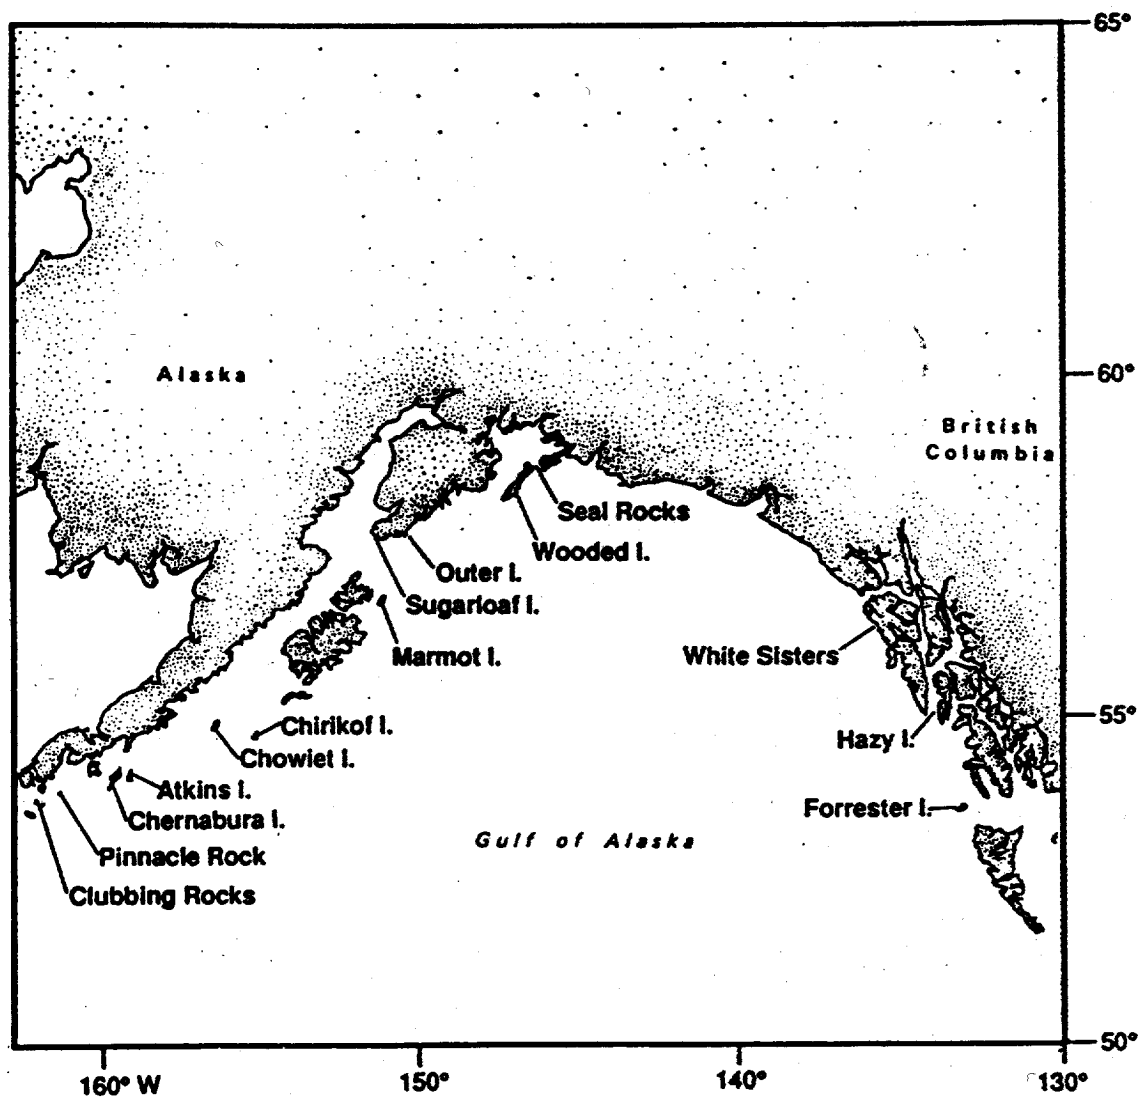 65°
Alaska
60°
British
Columbia
Seal Rocks
Wooded I.
Outer I.
Sugarloaf I.
Marmot I.
White Sisters
Chirikof I.
55°
Hazy I.
Chowiet I.
Atkins I.
Forrester I.
Chernabura I.
Gulf of Alaska
Pinnacle Rock
Clubbing Rocks
50°
160° W
150°
140°
130°